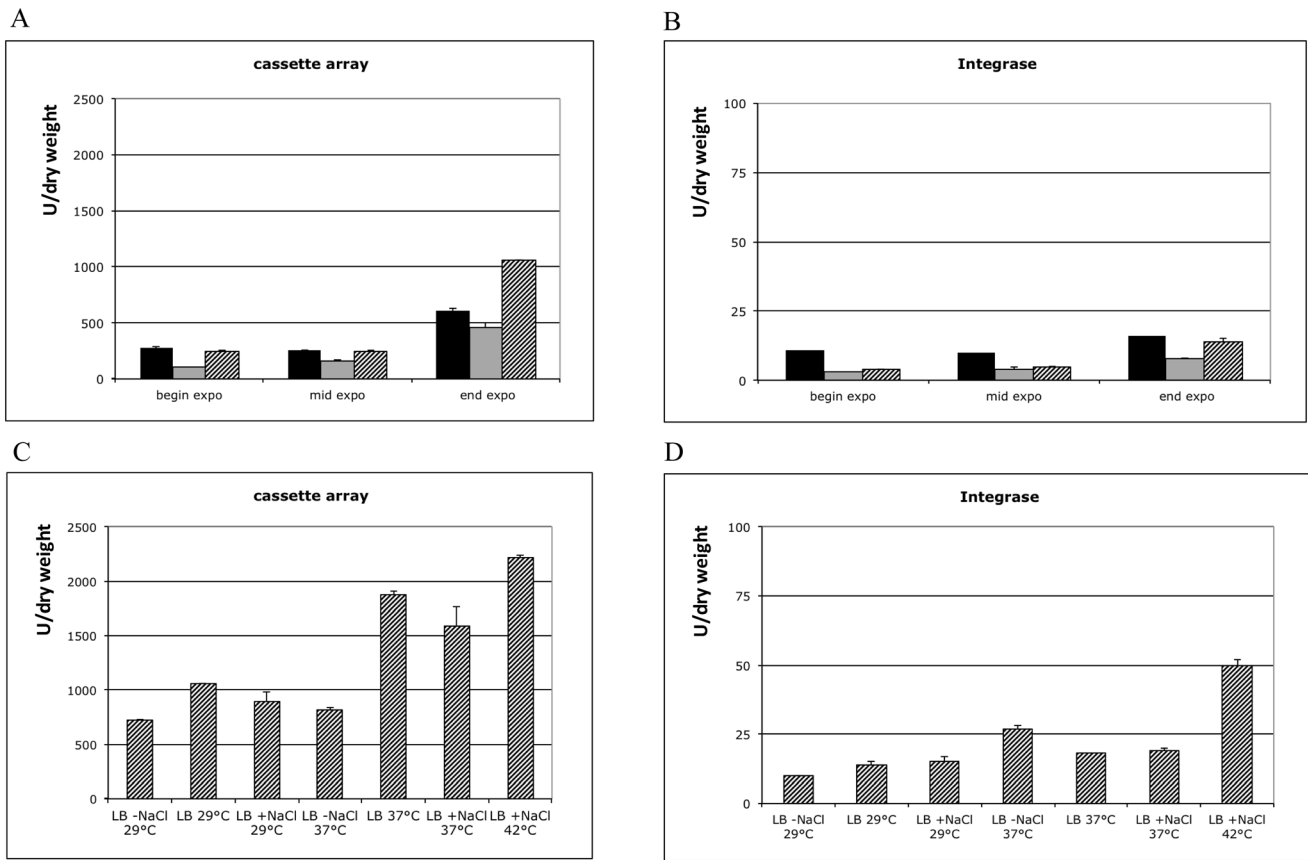 A
cassette array
U/dry weight
2500
2000
1500
1000
500
0
begin expo
mid expo
end expo
B
Integrase
U/dry weight
100
75
50
25
0
begin expo
mid expo
end expo
C
cassette array
U/dry weight
2500
2000
1500
1000
500
0
LB -NaCl
29°C
LB 29°C
LB +NaCl
29°C
LB -NaCl
37°C
LB 37°C
LB +NaCl
37°C
LB +NaCl
42°C
D
Integrase
U/dry weight
100
75
50
25
0
LB -NaCl
29°C
LB 29°C
LB +NaCl
29°C
LB -NaCl
37°C
LB 37°C
LB +NaCl
37°C
LB +NaCl
42°C